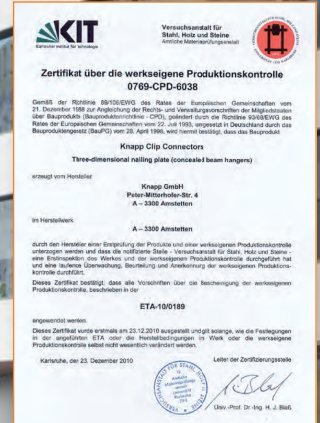 KIT
Karlsruher Institut für Technologie
Versuchsanstalt für
Stahl, Holz und Steine
Amtliche Materialprüfungsanstalt
Zertifikat über die werkseigene Produktionskontrolle
0769-CPD-6038
Gemäß der Richtlinie 89/106/EWG des Rates der Europäischen Gemeinschaften vom
21. Dezember 1988 zur Angleichung der Rechts- und Verwaltungsvorschriften der Mitgliedstaaten
über Bauprodukte (Bauproduktenrichtlinie - CPD), geändert durch die Richtlinie 93/68/EWG des
Rates der Europäischen Gemeinschaften vom 22. Juli 1993, umgesetzt in Deutschland durch das
Bauproduktengesetz (BauPG) vom 28. April 1998, wird hiermit bestätigt, dass das Bauprodukt
Knapp Clip Connectors
Three-dimensional nailing plate (concealed beam hangers)
erzeugt vom Hersteller
Knapp GmbH
Peter-Mitterhofer-Str. 4
A – 3300 Amstetten
im Herstellwerk
A – 3300 Amstetten
durch den Hersteller einer Erstprüfung der Produkte und einer werkseigenen Produktionskontrolle
unterzogen werden und dass die notifizierte Stelle - Versuchsanstalt für Stahl, Holz und Steine -
eine Erstinspektion des Werkes und der werkseigenen Produktionskontrolle durchgeführt hat
und eine laufende Überwachung, Beurteilung und Anerkennung der werkseigenen Produktions-
kontrolle durchführt.
Dieses Zertifikat bestätigt, dass alle Vorschriften über die Bescheinigung der werkseigenen
Produktionskontrolle, beschrieben in der
ETA-10/0189
angewendet werden.
Dieses Zertifikat wurde erstmals am 23.12.2010 ausgestellt und gilt solange, wie die Festlegungen
in der angeführten ETA oder die Herstellbedingungen in Werk oder die werkseigene
Produktionskontrolle selbst nicht wesentlich verändert werden.
Karlsruhe, den 23. Dezember 2010
Leiter der Zertifizierungsstelle
Univ.-Prof. Dr.-Ing. H. J. Blaß